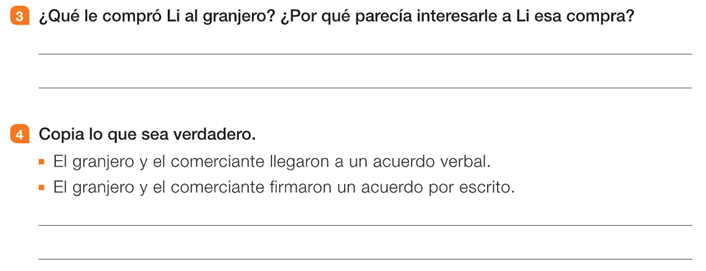 3 ¿Qué le compró Li al granjero? ¿Por qué parecía interesarle a Li esa compra?
4 Copia lo que sea verdadero.
▪ El granjero y el comerciante llegaron a un acuerdo verbal.
▪ El granjero y el comerciante firmaron un acuerdo por escrito.